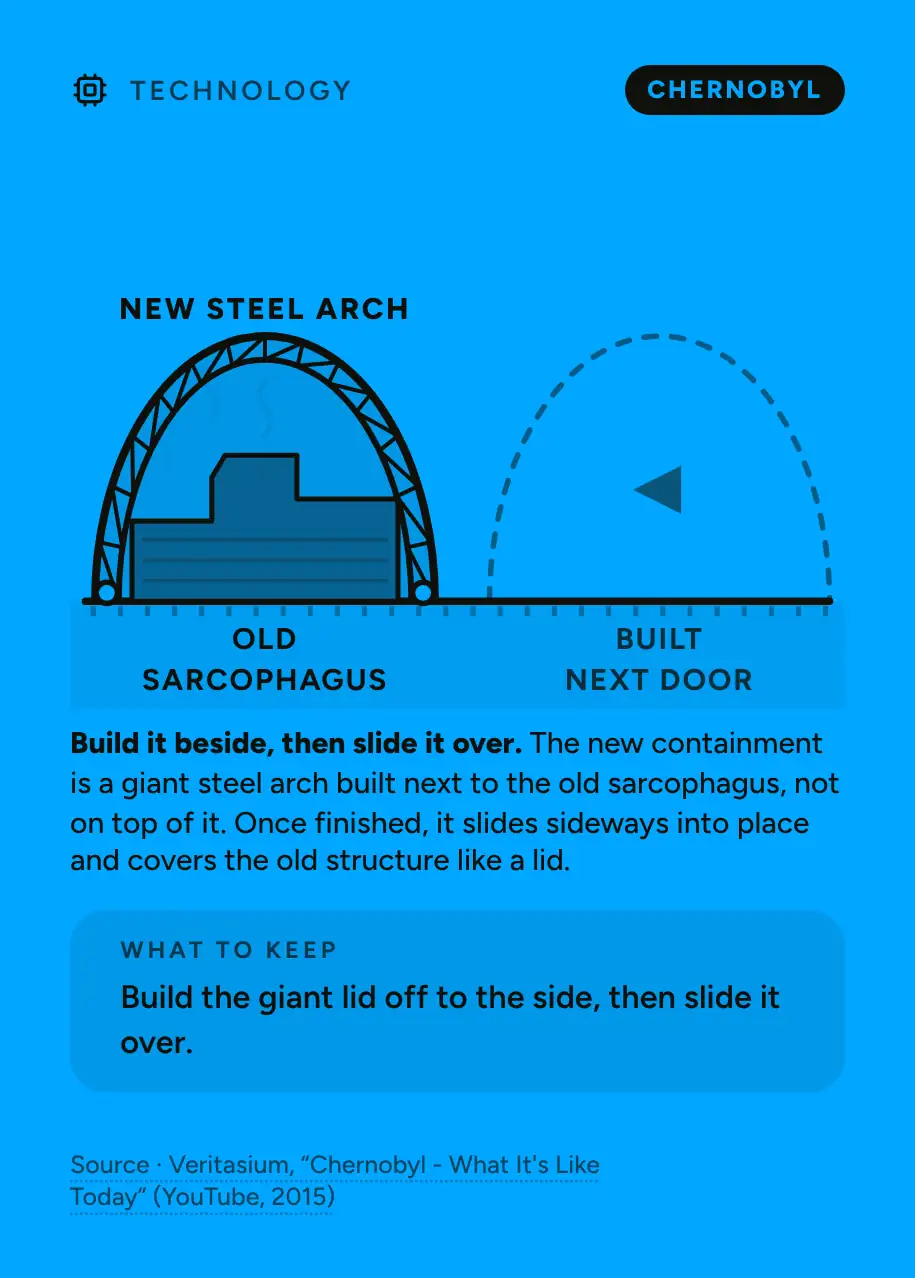 TECHNOLOGY
CHERNOBYL
NEW STEEL ARCH
OLD
SARCOPHAGUS
BUILT
NEXT DOOR
Build it beside, then slide it over. The new containment
is a giant steel arch built next to the old sarcophagus, not
on top of it. Once finished, it slides sideways into place
and covers the old structure like a lid.
WHAT TO KEEP
Build the giant lid off to the side, then slide it
over.
Source · Veritasium, “Chernobyl - What It's Like
Today” (YouTube, 2015)